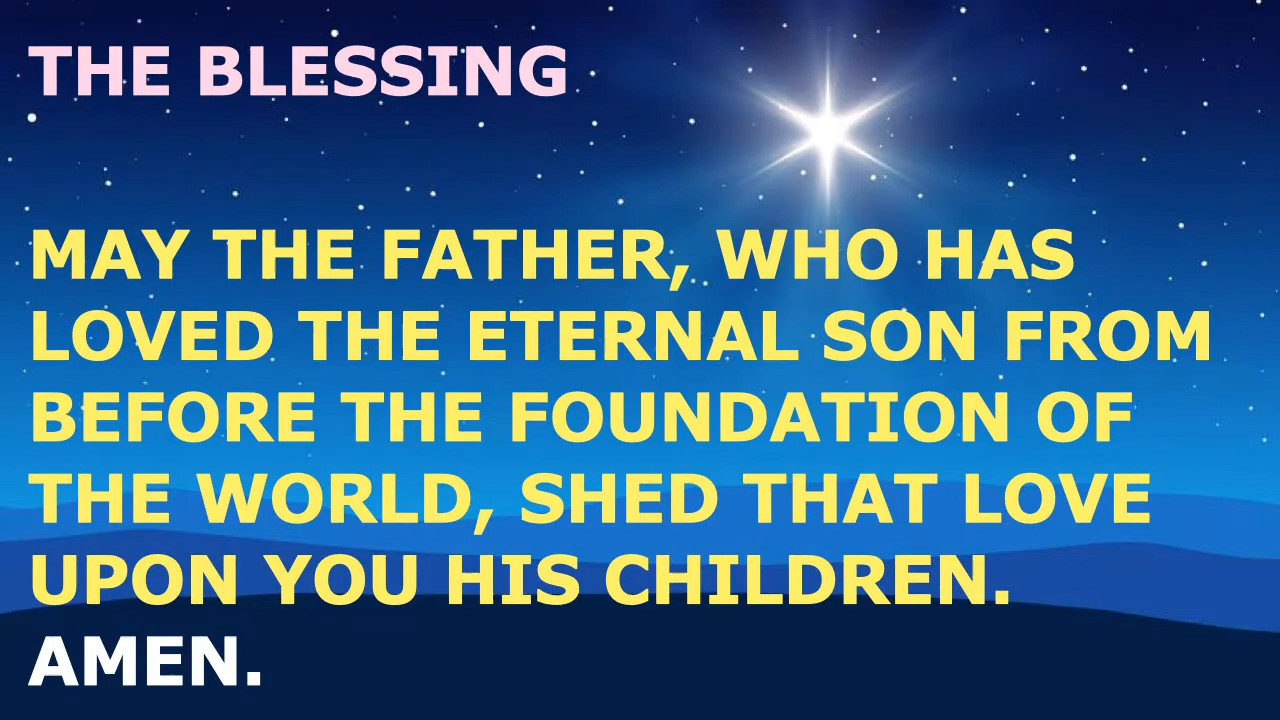 THE BLESSING
MAY THE FATHER, WHO HAS
LOVED THE ETERNAL SON FROM
BEFORE THE FOUNDATION OF
THE WORLD, SHED THAT LOVE
UPON YOU HIS CHILDREN.
AMEN.